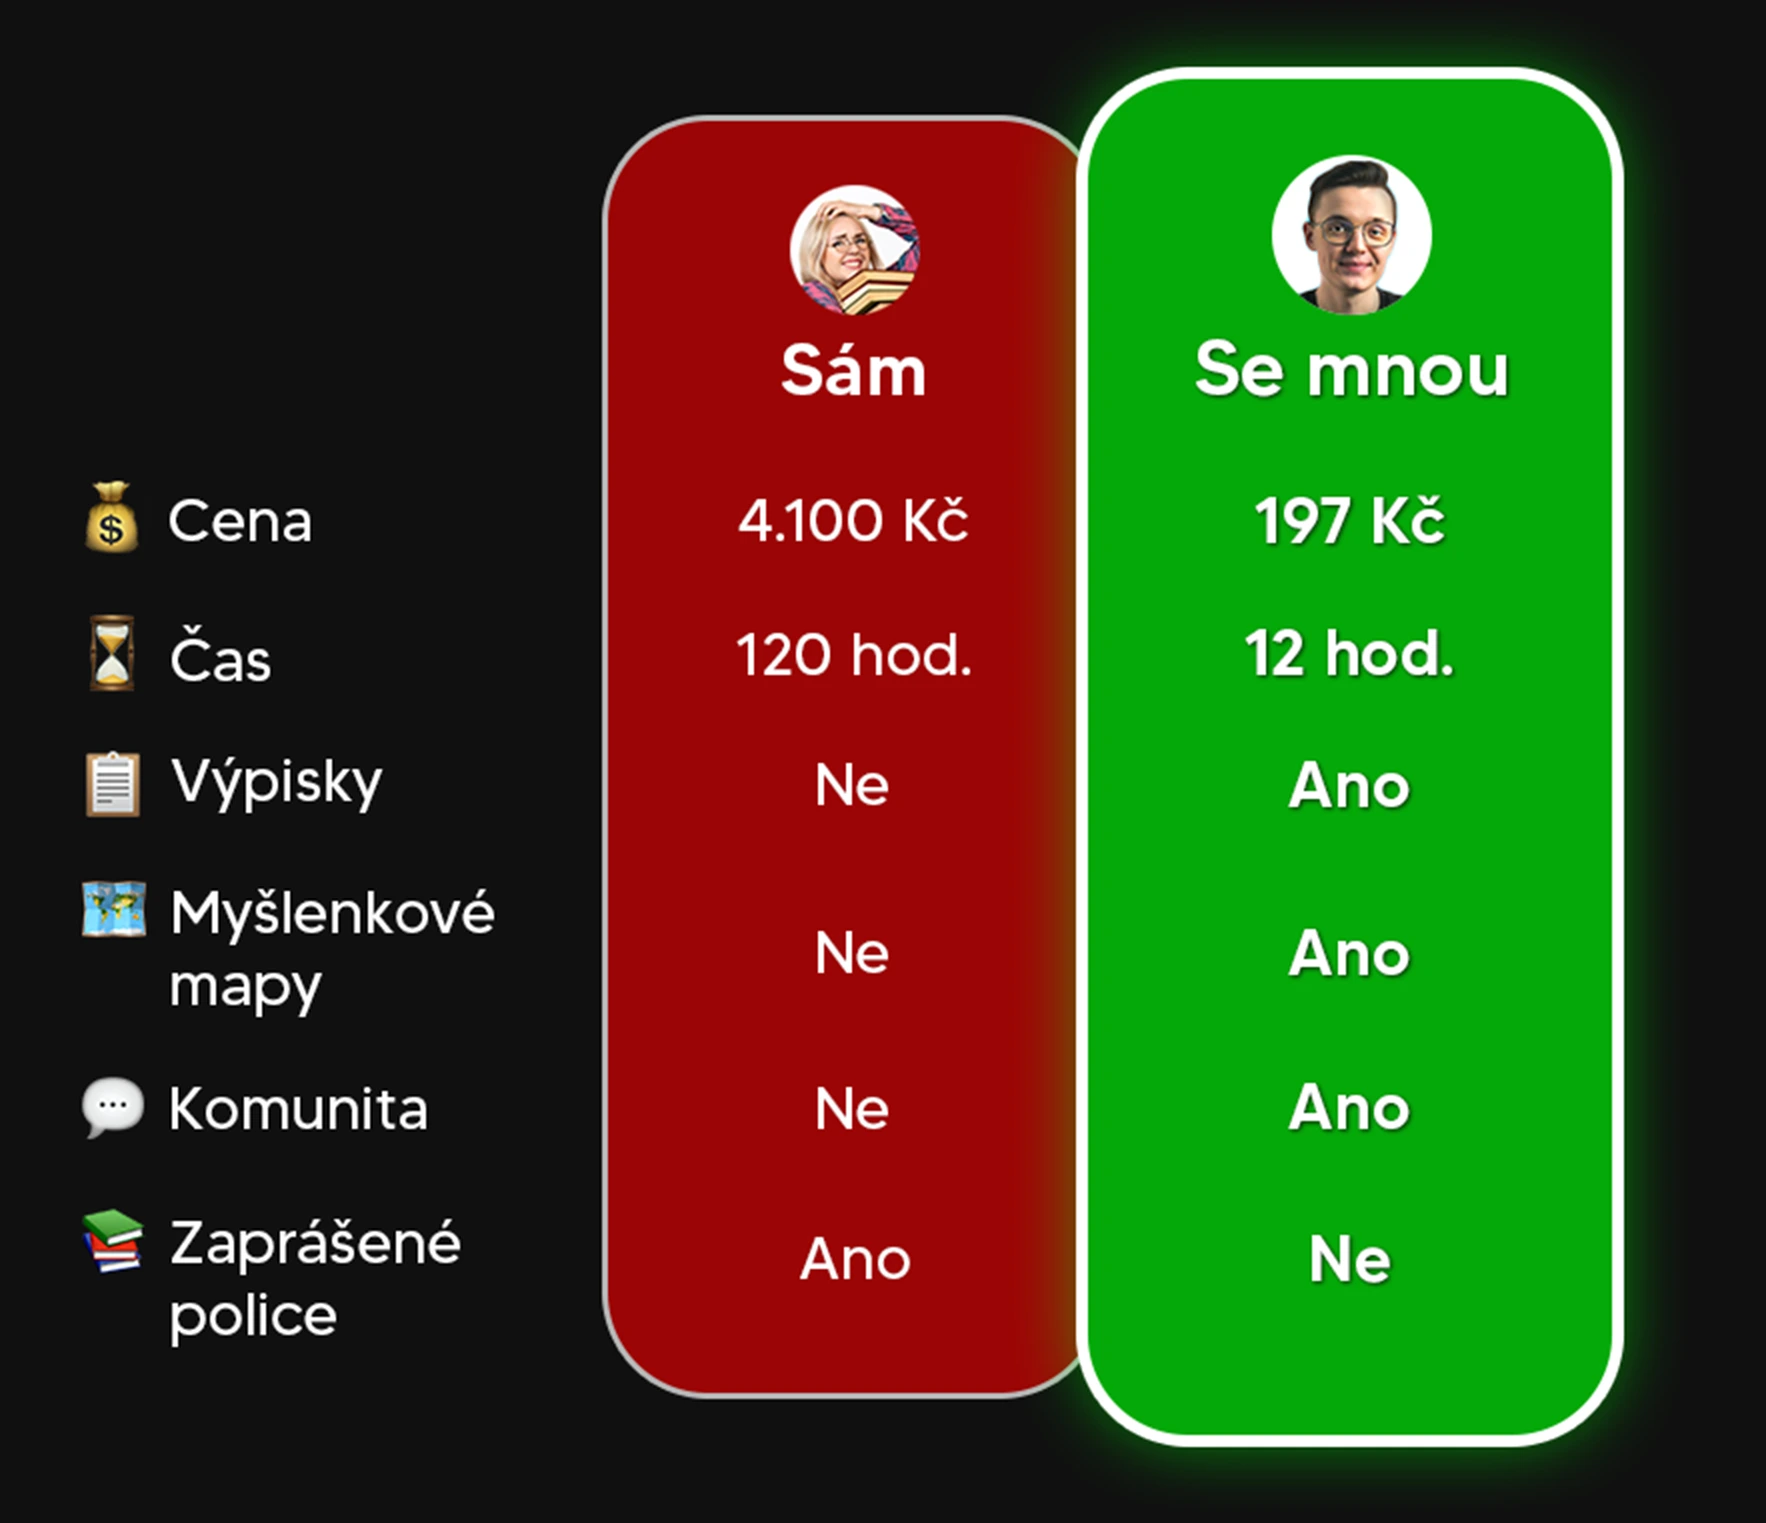 Sám Se mnou
Cena 4.100 Kč 197 Kč
Čas 120 hod. 12 hod.
Výpisky Ne Ano
Myšlenkové
mapy Ne Ano
Komunita Ne Ano
Zaprášené
police Ano Ne